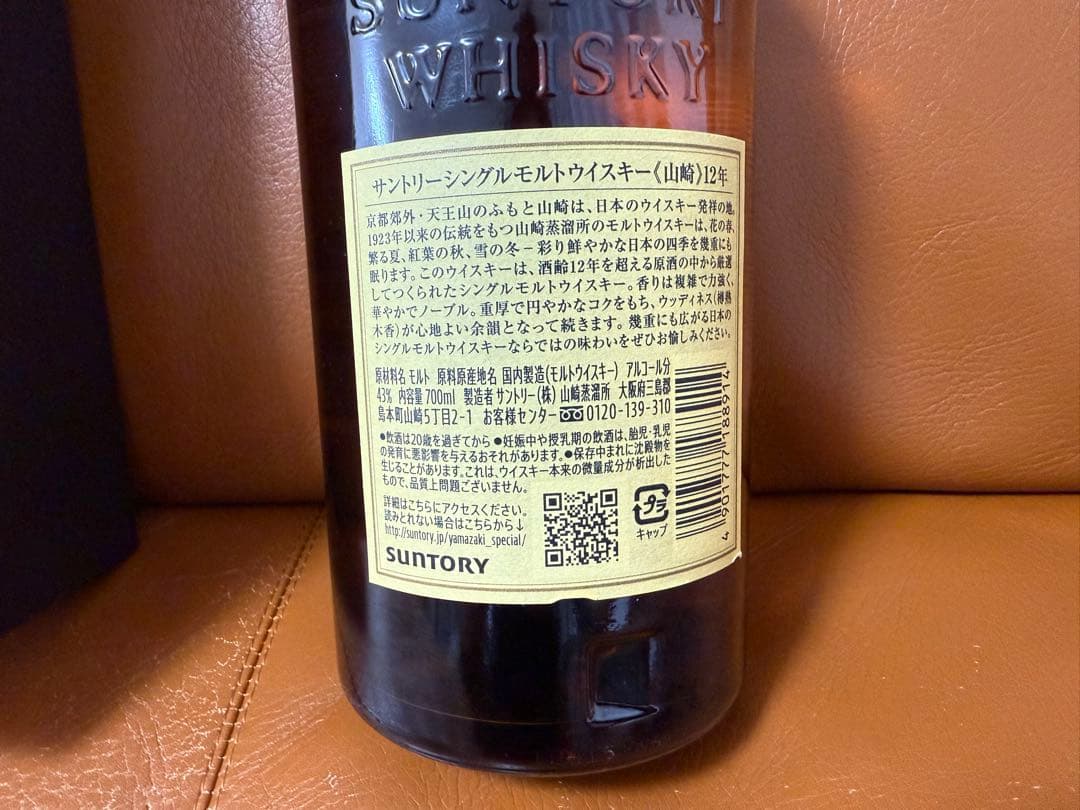 SUNTORY
WHISKY
サントリーシングルモルトウイスキー《山崎》12年
京都郊外・天王山のふもと山崎は、日本のウイスキー発祥の地。
1923年以来の伝統をもつ山崎蒸溜所のモルトウイスキーは、花の春、
繁る夏、紅葉の秋、雪の冬－彩り鮮やかな日本の四季を幾重にも
眠ります。このウイスキーは、酒齢12年を超える原酒の中から厳選
してつくられたシングルモルトウイスキー。香りは複雑で力強く、
華やかでノーブル。重厚で円やかなコクをもち、ウッディネス(樽熟
木香)が心地よい余韻となって続きます。幾重にも広がる日本の
シングルモルトウイスキーならではの味わいをぜひお愉しみください。
原材料名 モルト 原料原産地名 国内製造(モルトウイスキー) アルコール分
43% 内容量 700ml 製造者 サントリー(株) 山崎蒸溜所 大阪府三島郡
島本町山崎5丁目2-1 お客様センター 0120-139-310
●飲酒は20歳を過ぎてから ●妊娠中や授乳期の飲酒は、胎児・乳児
の発育に悪影響を与えるおそれがあります。●保存中まれに沈殿物を
生じることがあります。これは、ウイスキー本来の微量成分が析出した
もので、品質上問題ございません。
詳細はこちらにアクセスください。
読みとれない場合はこちらから↓
http://suntory.jp/yamazaki_special/
SUNTORY
プラ
キャップ
4 901777 188914